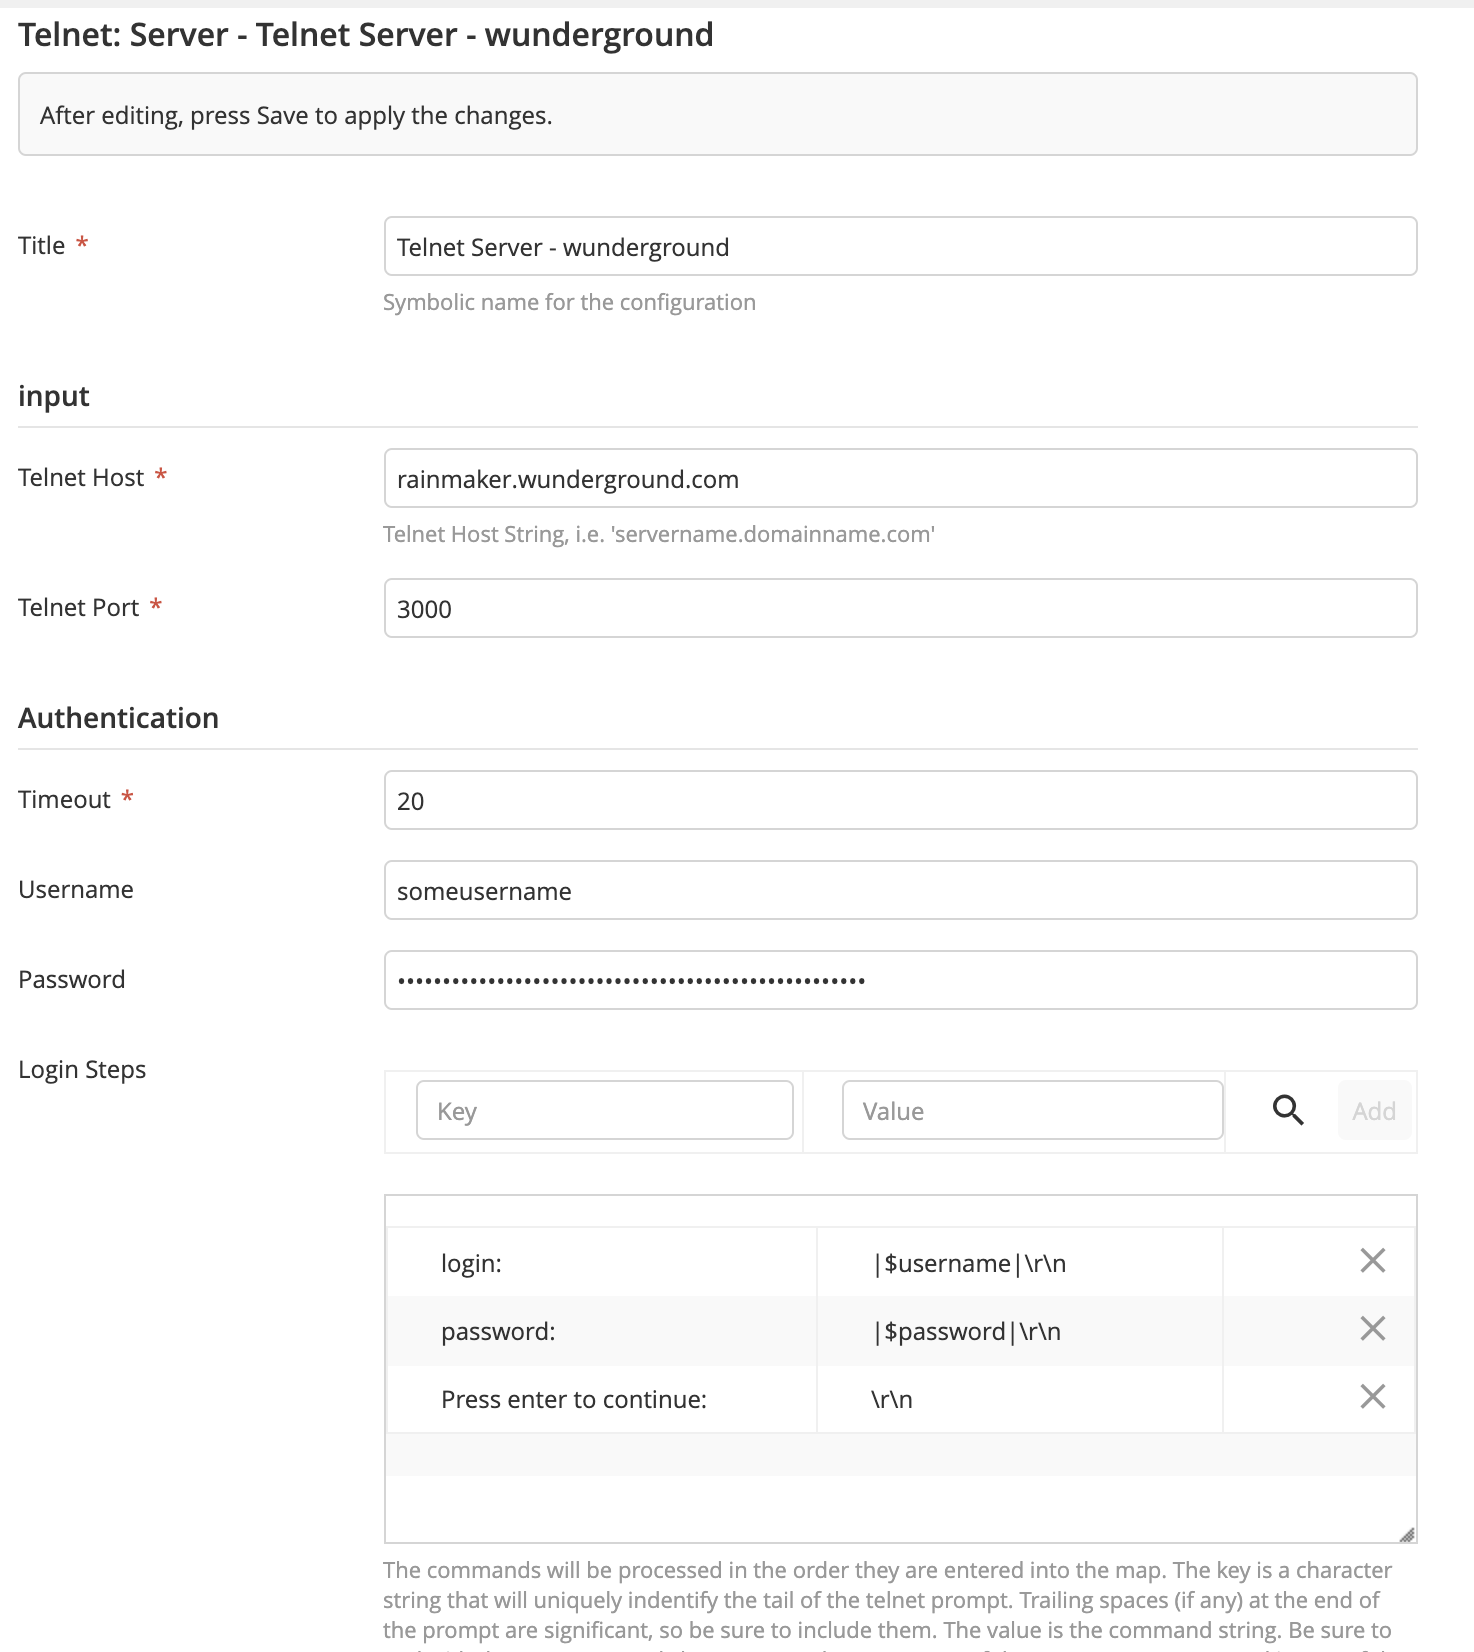 Telnet: Server - Telnet Server - wunderground
After editing, press Save to apply the changes.
Title *
Telnet Server - wunderground
Symbolic name for the configuration
input
Telnet Host *
rainmaker.wunderground.com
Telnet Host String, i.e. 'servername.domainname.com'
Telnet Port *
3000
Authentication
Timeout *
20
Username
someusername
Password
Login Steps
Key Value Add
login: |$username|\r\n
password: |$password|\r\n
Press enter to continue: \r\n
The commands will be processed in the order they are entered into the map. The key is a character
string that will uniquely indentify the tail of the telnet prompt. Trailing spaces (if any) at the end of
the prompt are significant, so be sure to include them. The value is the command string. Be sure to